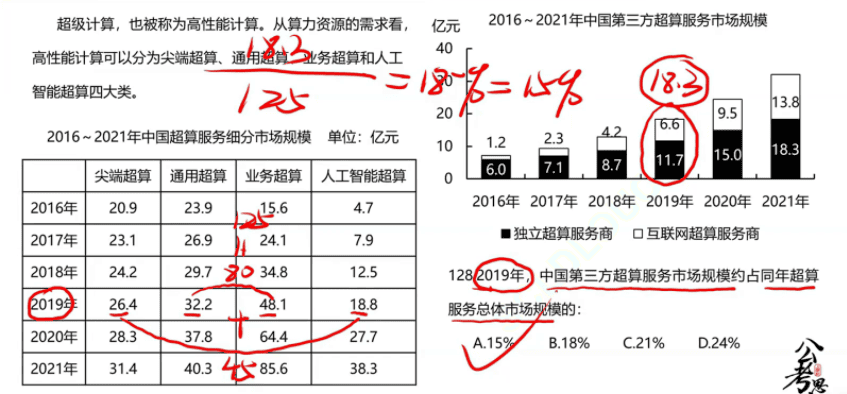 超级计算，也被称为高性能计算。从算力资源的需求看，
高性能计算可以分为尖端超算、通用超算、业务超算和人工
智能超算四大类。
18.3
125
= 18-% = 15%
2016～2021年中国超算服务细分市场规模 单位：亿元
尖端超算 通用超算 业务超算 人工智能超算
2016年 20.9 23.9 15.6 4.7
2017年 23.1 26.9 24.1 7.9
2018年 24.2 29.7 34.8 12.5
2019年 26.4 32.2 48.1 18.8
2020年 28.3 37.8 64.4 27.7
2021年 31.4 40.3 85.6 38.3
125
11
80
+
45
2016～2021年中国第三方超算服务市场规模
亿元
40
30
20
10
0
18.3
1.2 2.3 4.2 6.6 9.5 13.8
6.0 7.1 8.7 11.7 15.0 18.3
2016年 2017年 2018年 2019年 2020年 2021年
■独立超算服务商 □互联网超算服务商
128 2019年，中国第三方超算服务市场规模约占同年超算
服务总体市场规模的：
A.15% B.18% C.21% D.24%
公考思